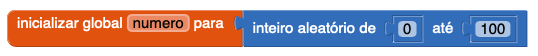 inicializar global numero para inteiro aleatório de 0 até 100